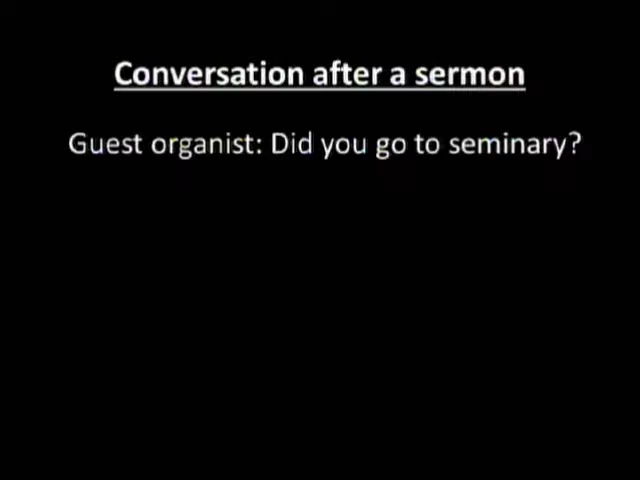 Conversation after a sermon
Guest organist: Did you go to seminary?